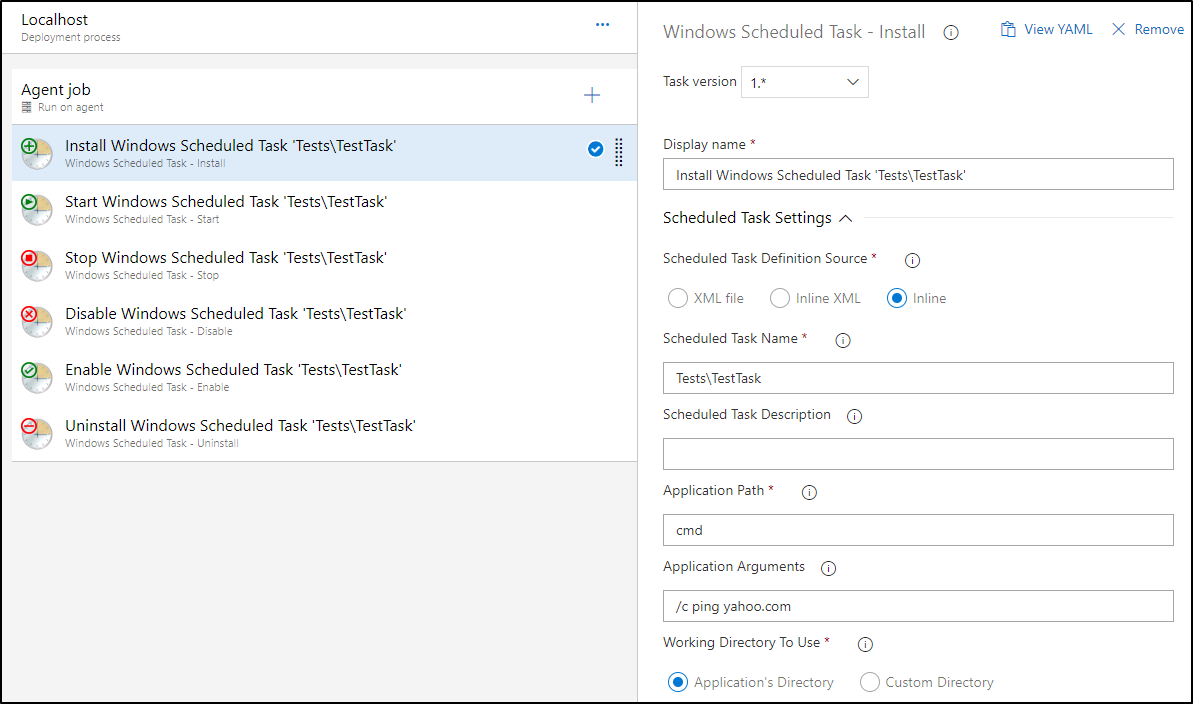 Localhost
Deployment process
Agent job
Run on agent
Install Windows Scheduled Task 'Tests\TestTask'
Windows Scheduled Task - Install
Start Windows Scheduled Task 'Tests\TestTask'
Windows Scheduled Task - Start
Stop Windows Scheduled Task 'Tests\TestTask'
Windows Scheduled Task - Stop
Disable Windows Scheduled Task 'Tests\TestTask'
Windows Scheduled Task - Disable
Enable Windows Scheduled Task 'Tests\TestTask'
Windows Scheduled Task - Enable
Uninstall Windows Scheduled Task 'Tests\TestTask'
Windows Scheduled Task - Uninstall
Windows Scheduled Task - Install View YAML Remove
Task version 1.*
Display name *
Install Windows Scheduled Task 'Tests\TestTask'
Scheduled Task Settings
Scheduled Task Definition Source *
XML file Inline XML Inline
Scheduled Task Name *
Tests\TestTask
Scheduled Task Description
Application Path *
cmd
Application Arguments
/c ping yahoo.com
Working Directory To Use *
Application's Directory Custom Directory